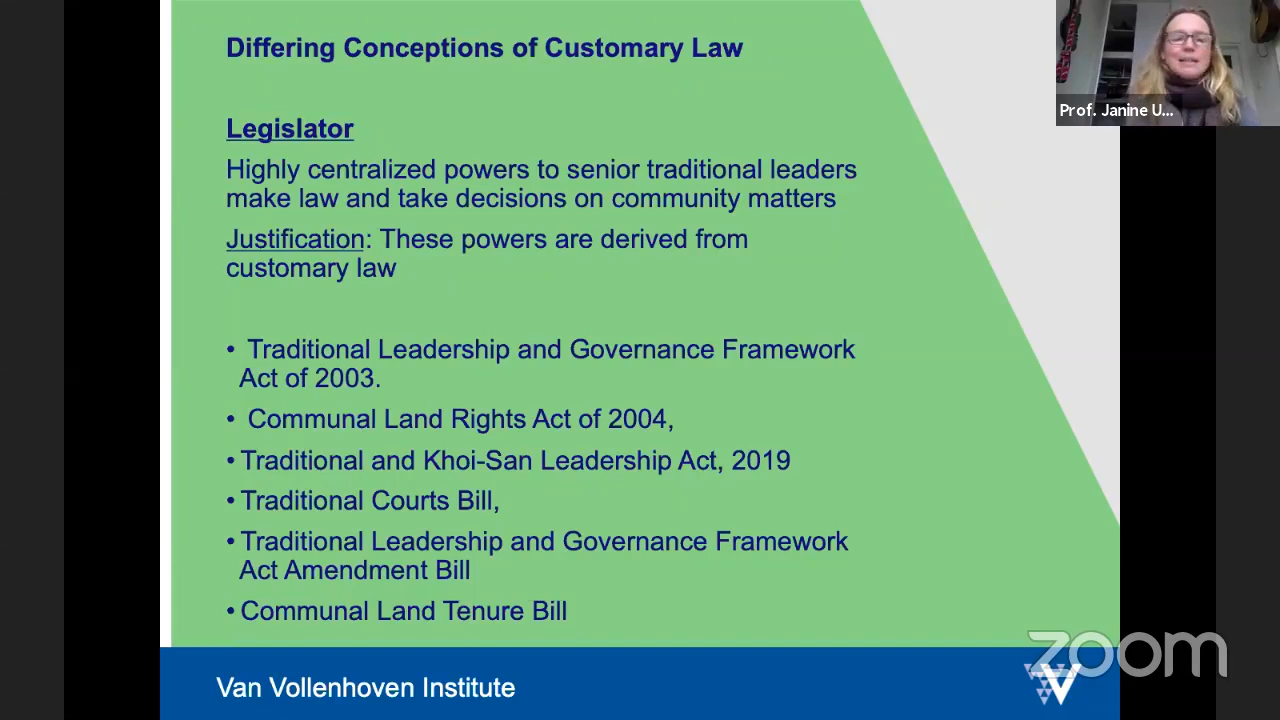 Differing Conceptions of Customary Law
Legislator
Highly centralized powers to senior traditional leaders
make law and take decisions on community matters
Justification: These powers are derived from
customary law
• Traditional Leadership and Governance Framework
Act of 2003.
• Communal Land Rights Act of 2004,
• Traditional and Khoi-San Leadership Act, 2019
• Traditional Courts Bill,
• Traditional Leadership and Governance Framework
Act Amendment Bill
• Communal Land Tenure Bill
Van Vollenhoven Institute
Prof. Janine U...
zoom